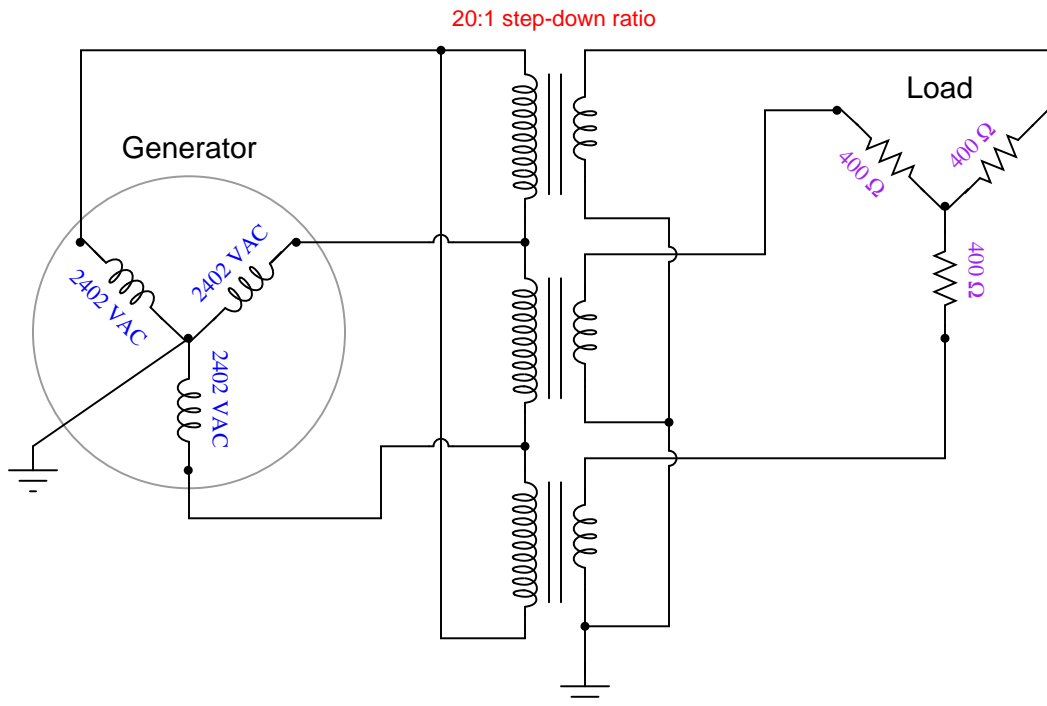 20:1 step-down ratio
Load
Generator
400 Ω
400 Ω
2402 VAC
2402 VAC
400 Ω
2402 VAC